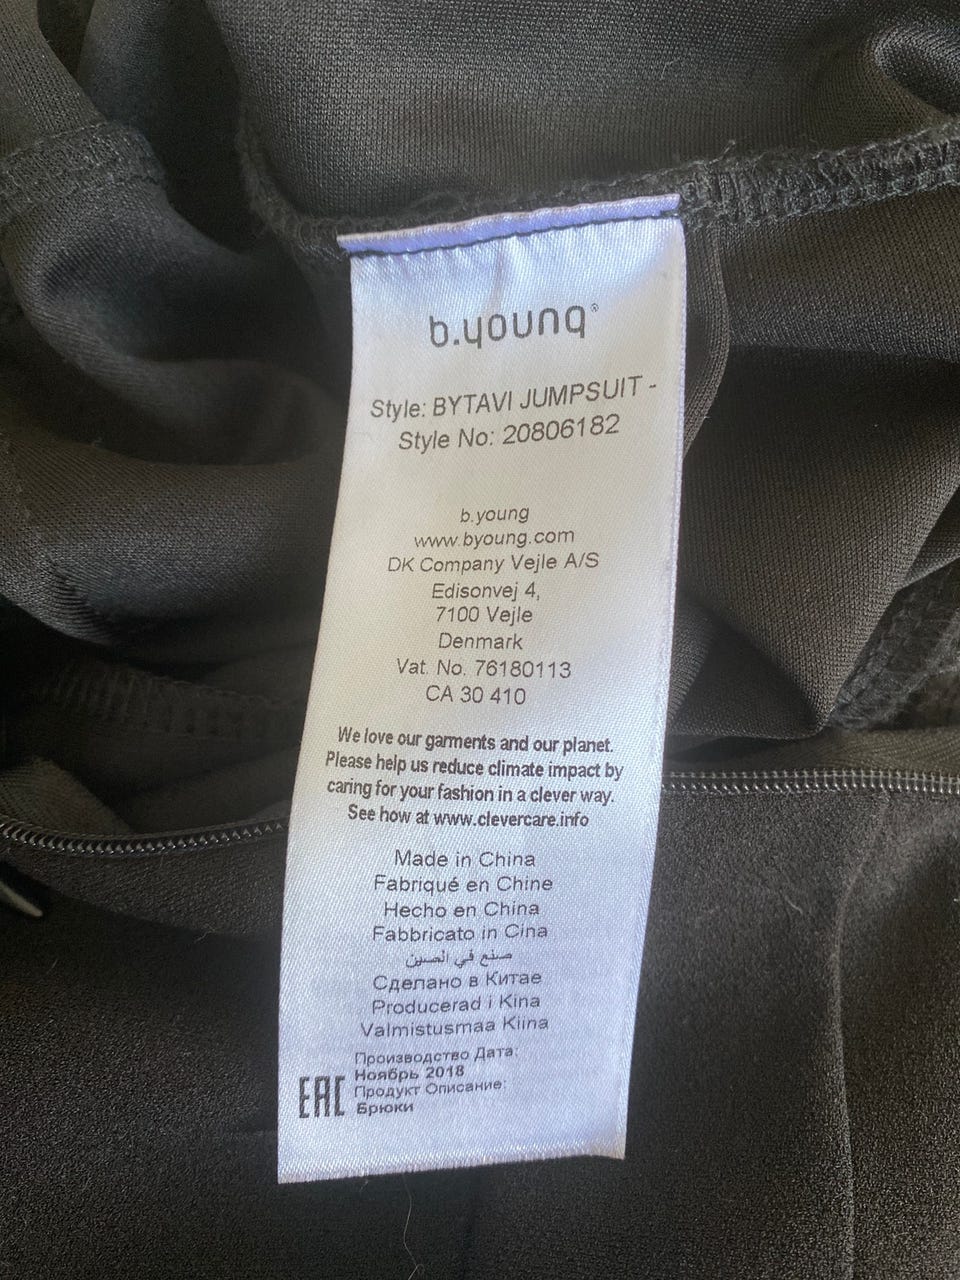 b.young®
Style: BYTAVI JUMPSUIT -
Style No: 20806182
b.young
www.byoung.com
DK Company Vejle A/S
Edisonvej 4,
7100 Vejle
Denmark
Vat. No. 76180113
CA 30 410
We love our garments and our planet.
Please help us reduce climate impact by
caring for your fashion in a clever way.
See how at www.clevercare.info
Made in China
Fabriqué en Chine
Hecho en China
Fabbricato in Cina
صنع في الصين
Сделано в Китае
Producerad i Kina
Valmistusmaa Kiina
Производство Дата:
Ноябрь 2018
EAC Продукт Описание:
Брюки